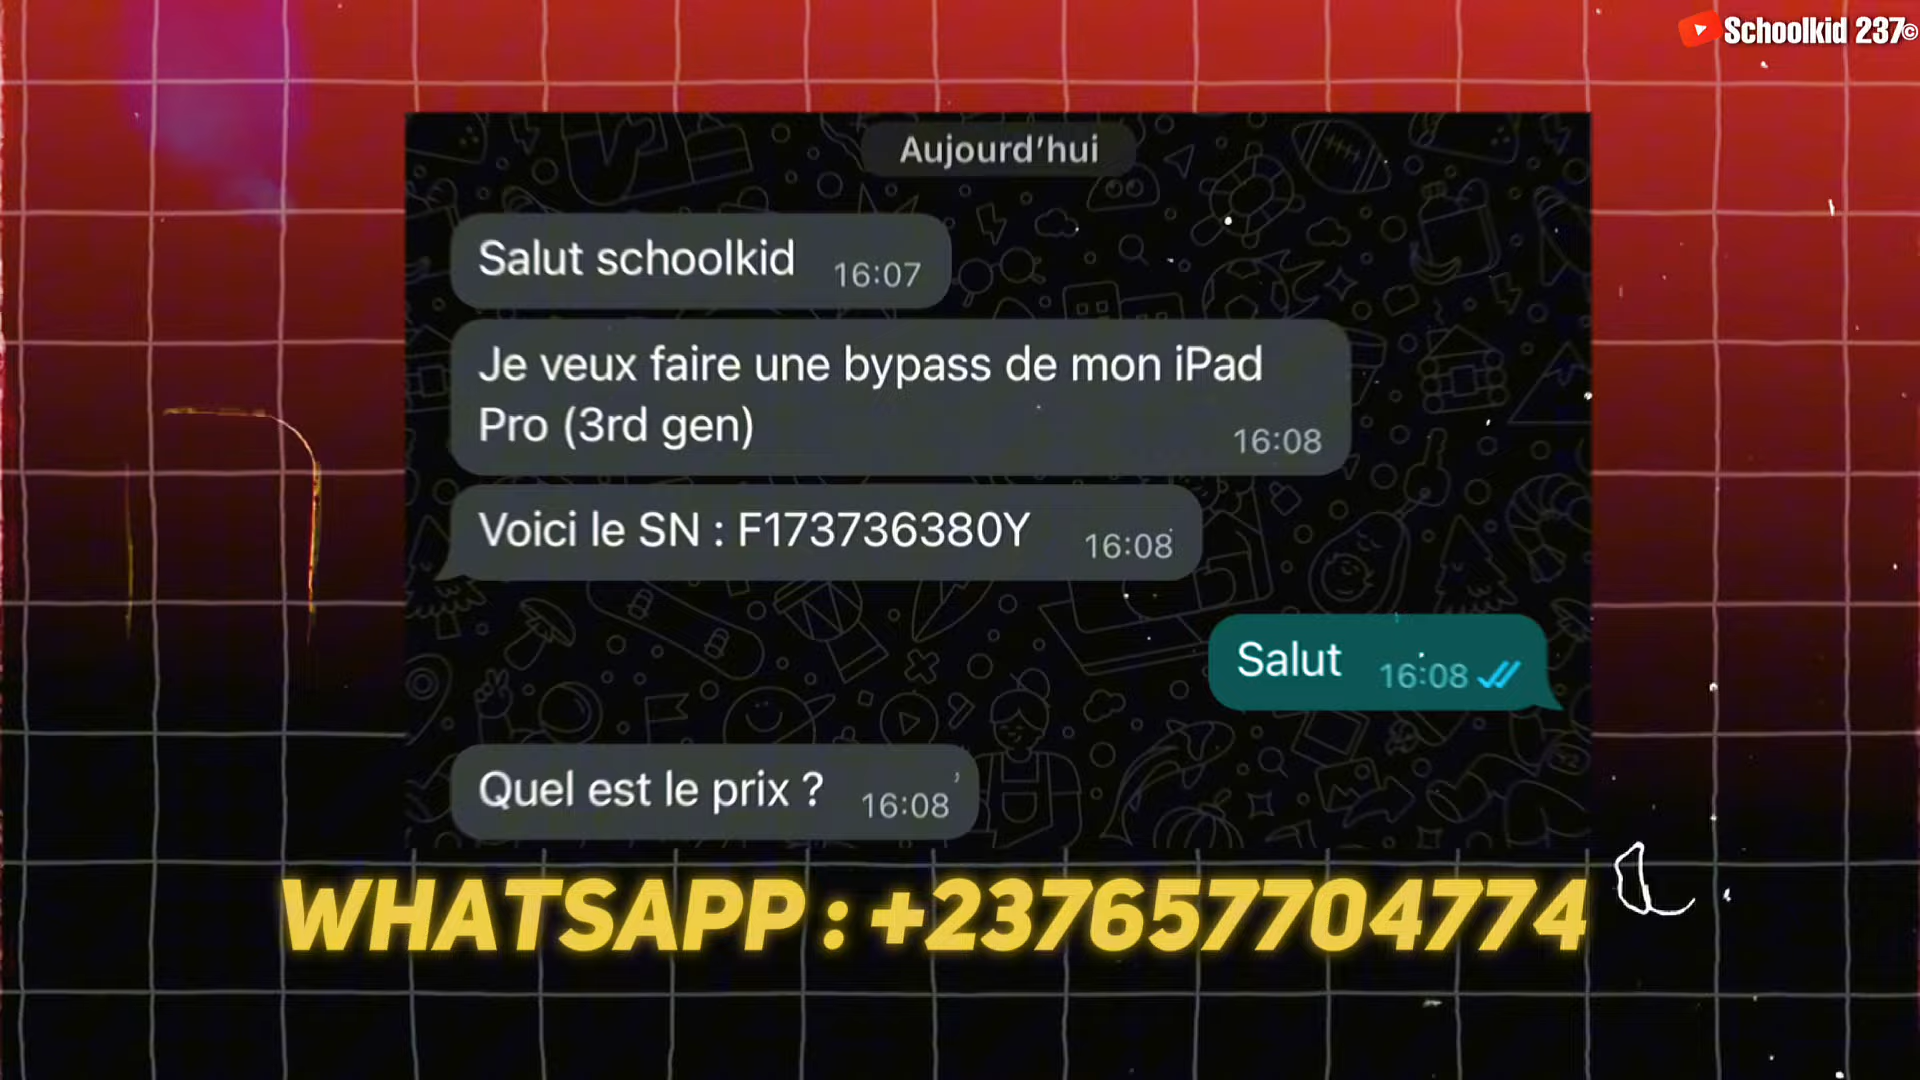 Schoolkid 237©
Aujourd'hui
Salut schoolkid 16:07
Je veux faire une bypass de mon iPad
Pro (3rd gen) 16:08
Voici le SN : F173736380Y 16:08
Salut 16:08
Quel est le prix ? 16:08
WHATSAPP : +237657704774